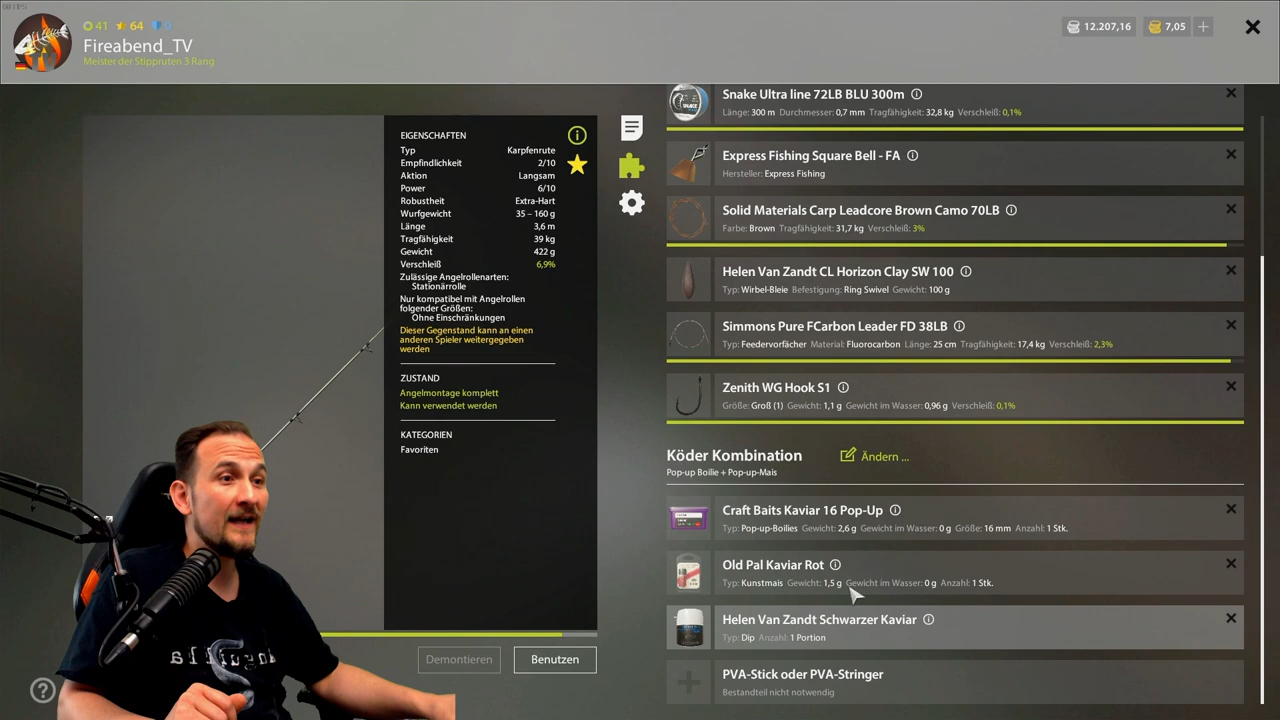 41 64 0
Fireabend_TV
Meister der Stippruten 3 Rang
12.207,16
7,05
EIGENSCHAFTEN
Typ Karpfenrute
Empfindlichkeit 2/10
Aktion Langsam
Power 6/10
Robustheit Extra-Hart
Wurfgewicht 35 – 160 g
Länge 3,6 m
Tragfähigkeit 39 kg
Gewicht 422 g
Verschleiß 6,9%
Zulässige Angelrollenarten:
Stationärrolle
Nur kompatibel mit Angelrollen
folgender Größen:
Ohne Einschränkungen
Dieser Gegenstand kann an einen
anderen Spieler weitergegeben
werden
ZUSTAND
Angelmontage komplett
Kann verwendet werden
KATEGORIEN
Favoriten
Demontieren
Benutzen
Snake Ultra line 72LB BLU 300m
Länge: 300 m Durchmesser: 0,7 mm Tragfähigkeit: 32,8 kg Verschleiß: 0,1%
Express Fishing Square Bell - FA
Hersteller: Express Fishing
Solid Materials Carp Leadcore Brown Camo 70LB
Farbe: Brown Tragfähigkeit: 31,7 kg Verschleiß: 3%
Helen Van Zandt CL Horizon Clay SW 100
Typ: Wirbel-Bleie Befestigung: Ring Swivel Gewicht: 100 g
Simmons Pure FCarbon Leader FD 38LB
Typ: Feedervorfächer Material: Fluorocarbon Länge: 25 cm Tragfähigkeit: 17,4 kg Verschleiß: 2,3%
Zenith WG Hook S1
Größe: Groß (1) Gewicht: 1,1 g Gewicht im Wasser: 0,96 g Verschleiß: 0,1%
Köder Kombination
Ändern ...
Pop-up Boilie + Pop-up-Mais
Craft Baits Kaviar 16 Pop-Up
Typ: Pop-up-Boilies Gewicht: 2,6 g Gewicht im Wasser: 0 g Größe: 16 mm Anzahl: 1 Stk.
Old Pal Kaviar Rot
Typ: Kunstmais Gewicht: 1,5 g Gewicht im Wasser: 0 g Anzahl: 1 Stk.
Helen Van Zandt Schwarzer Kaviar
Typ: Dip Anzahl: 1 Portion
PVA-Stick oder PVA-Stringer
Bestandteil nicht notwendig